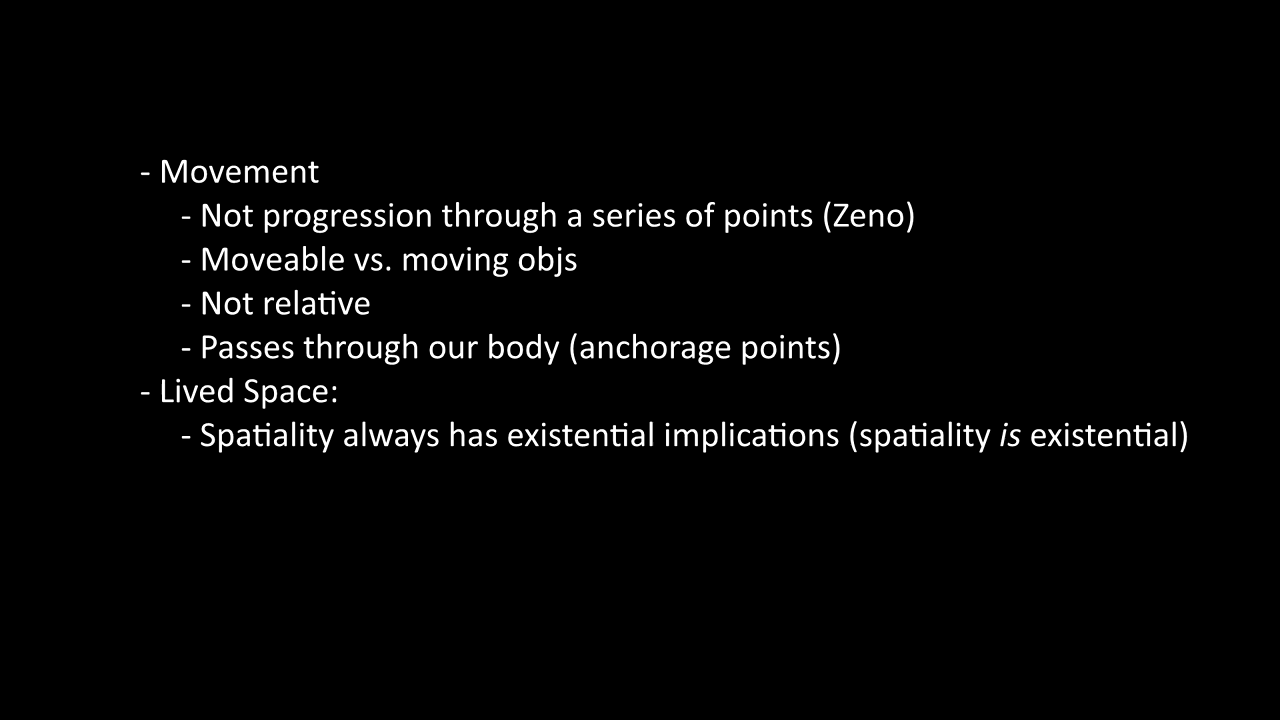 - Movement
- Not progression through a series of points (Zeno)
- Moveable vs. moving objs
- Not relative
- Passes through our body (anchorage points)
- Lived Space:
- Spatiality always has existential implications (spatiality is existential)